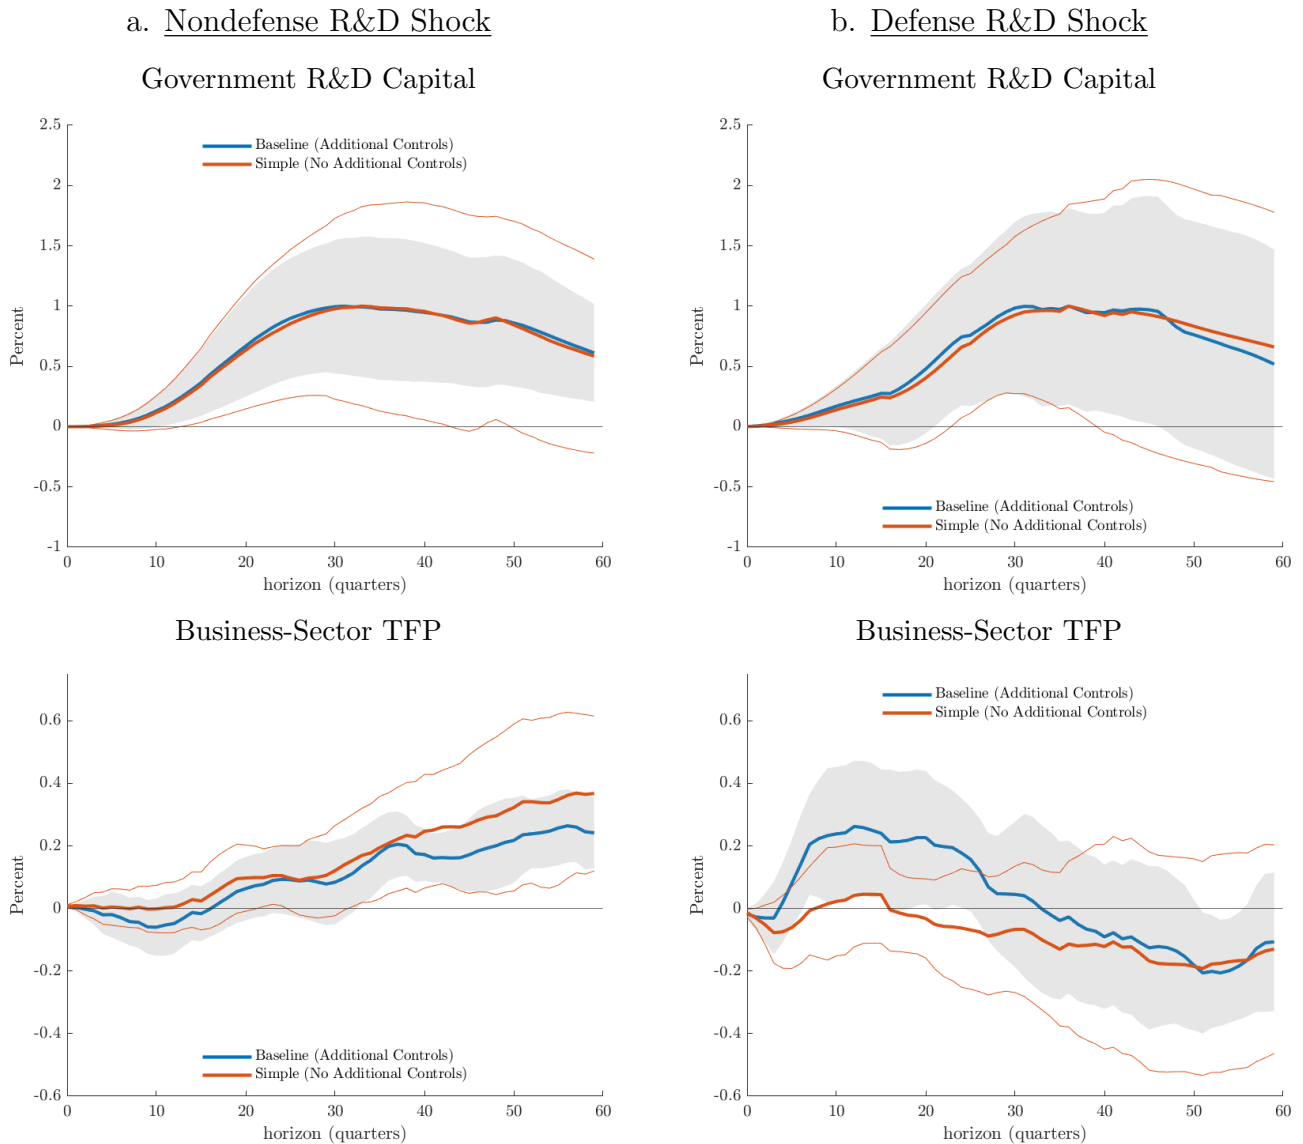 a. Nondefense R&D Shock
Government R&D Capital
2.5
2
1.5
1
0.5
0
-0.5
-1
Percent
Baseline (Additional Controls)
Simple (No Additional Controls)
0 10 20 30 40 50 60
horizon (quarters)
Business-Sector TFP
0.6
0.4
0.2
0
-0.2
-0.4
-0.6
Percent
Baseline (Additional Controls)
Simple (No Additional Controls)
0 10 20 30 40 50 60
horizon (quarters)
b. Defense R&D Shock
Government R&D Capital
2.5
2
1.5
1
0.5
0
-0.5
-1
Percent
Baseline (Additional Controls)
Simple (No Additional Controls)
0 10 20 30 40 50 60
horizon (quarters)
Business-Sector TFP
0.6
0.4
0.2
0
-0.2
-0.4
-0.6
Percent
Baseline (Additional Controls)
Simple (No Additional Controls)
0 10 20 30 40 50 60
horizon (quarters)